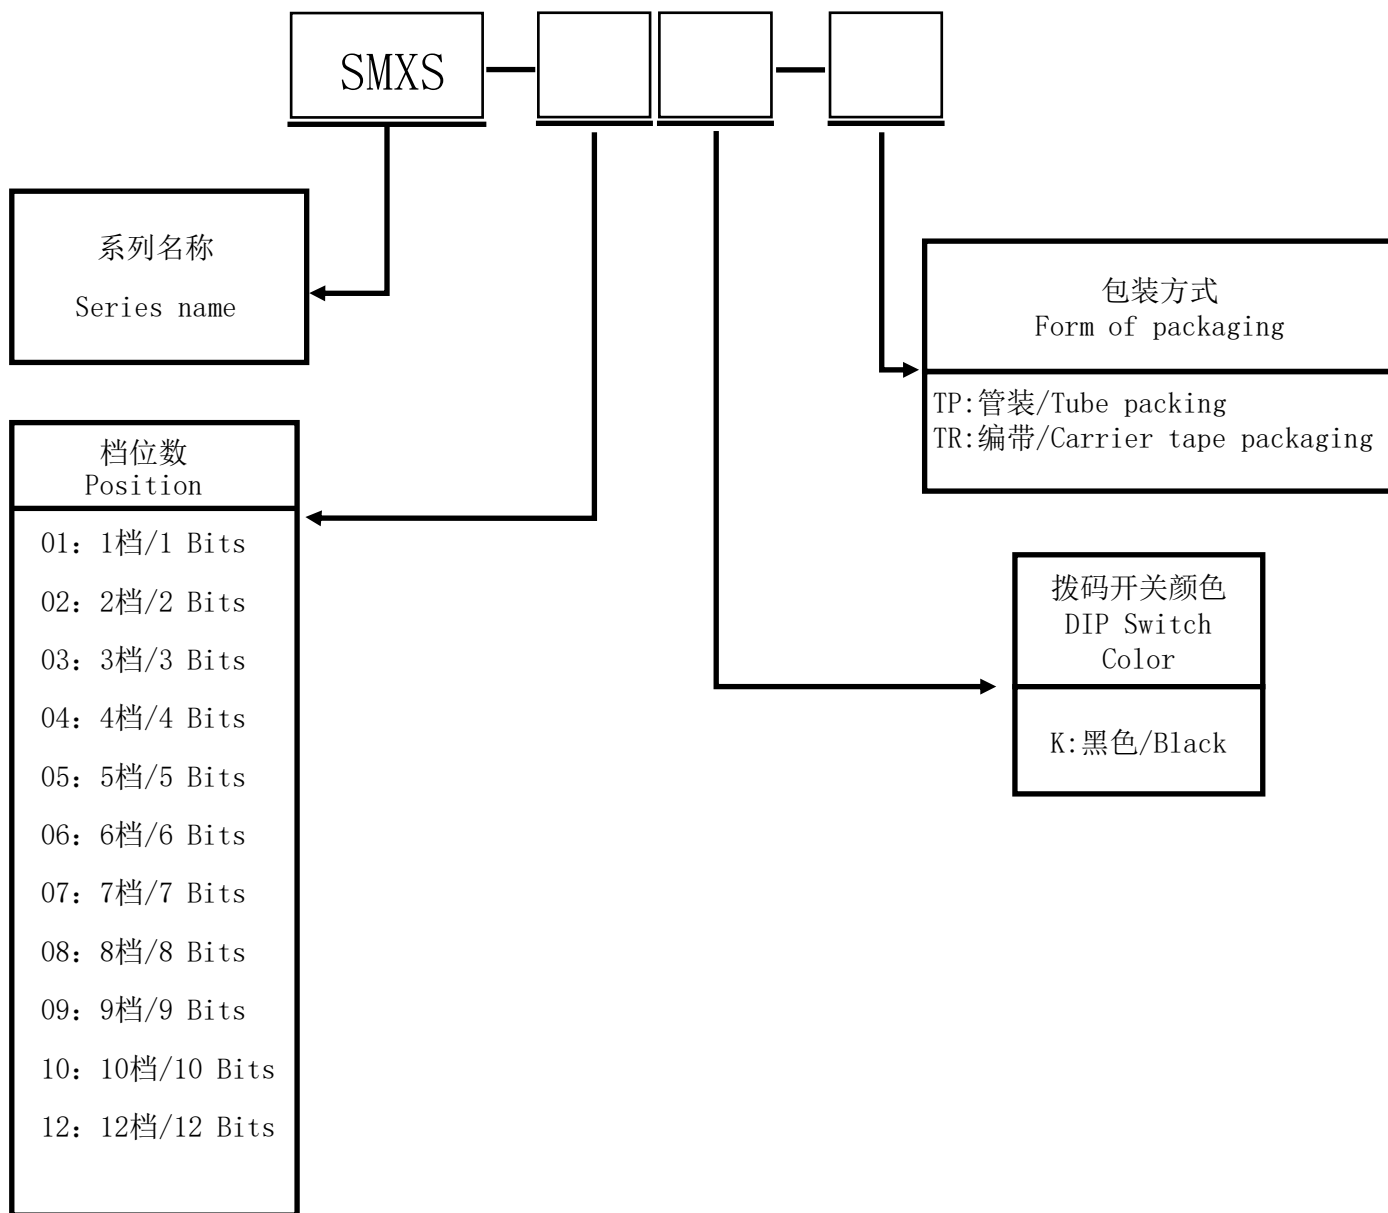 SMXS
系列名称
Series name
包装方式
Form of packaging
TP:管装/Tube packing
TR:编带/Carrier tape packaging
档位数
Position
01：1档/1 Bits
02：2档/2 Bits
03：3档/3 Bits
04：4档/4 Bits
05：5档/5 Bits
06：6档/6 Bits
07：7档/7 Bits
08：8档/8 Bits
09：9档/9 Bits
10：10档/10 Bits
12：12档/12 Bits
拨码开关颜色
DIP Switch
Color
K:黑色/Black